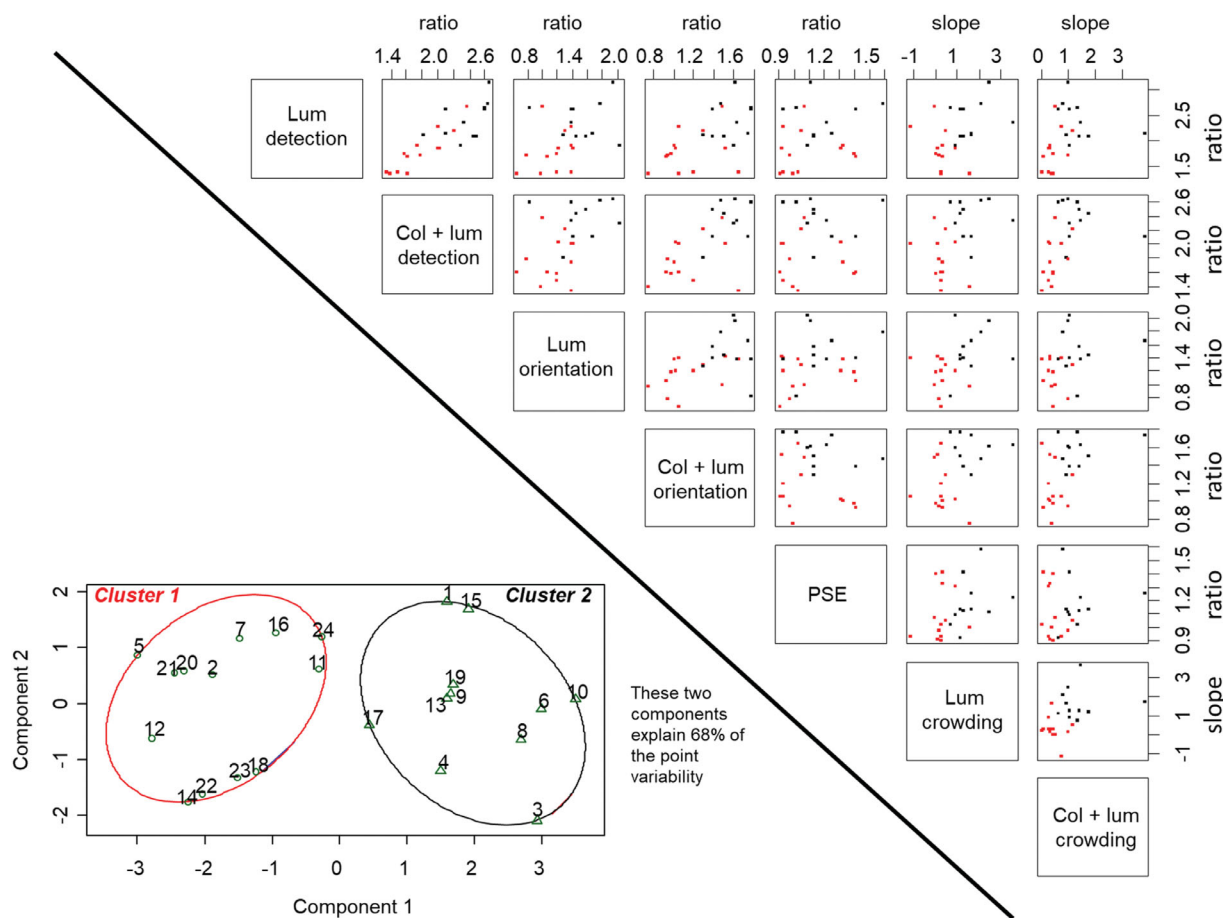 ratio ratio ratio ratio slope slope
1.4 2.0 2.6 0.8 1.4 2.0 0.8 1.2 1.6 0.9 1.2 1.5 -1 1 3 0 1 3
Lum
detection
1.5 2.5
ratio
Col + lum
detection
1.4 2.0 2.6
ratio
Lum
orientation
0.8 1.4 2.0
ratio
Col + lum
orientation
0.8 1.2 1.6
ratio
PSE
0.9 1.2 1.5
ratio
Lum
crowding
-1 1 3
slope
Col + lum
crowding
Cluster 1
Cluster 2
2
1
0
-1
-2
Component 2
1 15
7 16 24
5 21 20 2 11
19
13 9 6 10
12 17 8
4
23 18
14 22 3
-3 -2 -1 0 1 2 3
Component 1
These two
components
explain 68% of
the point
variability